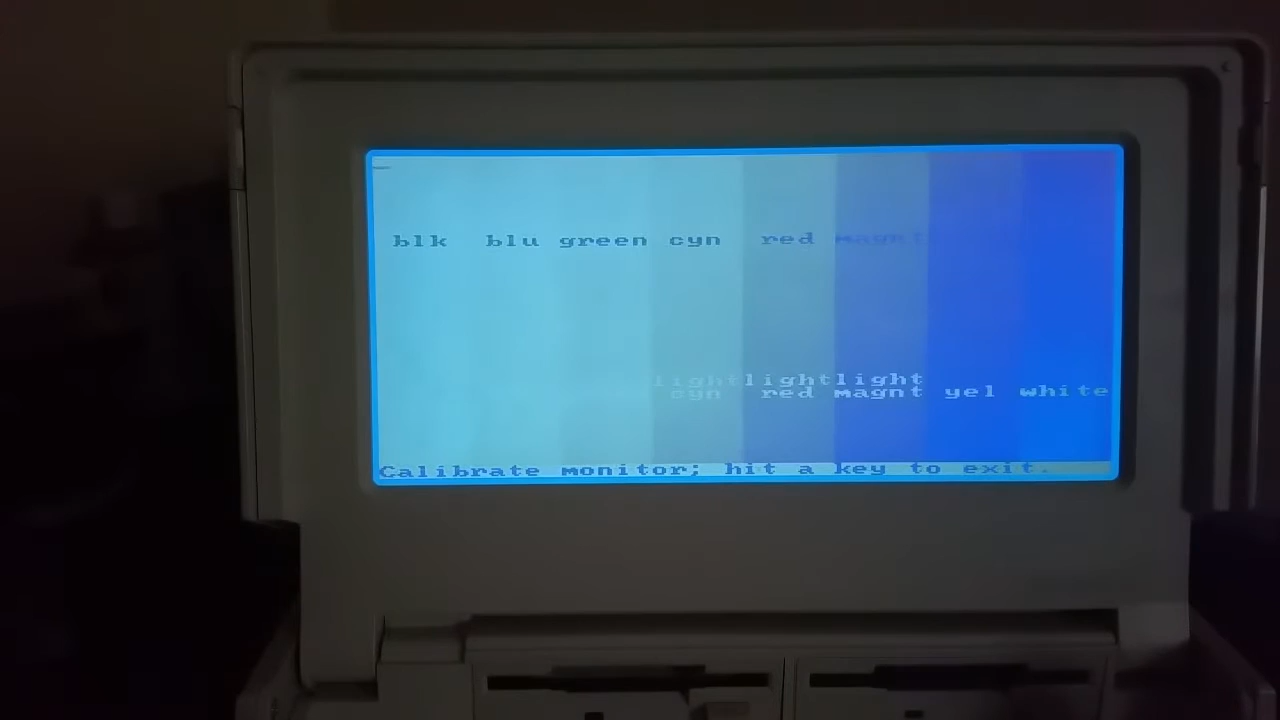 blk blu green cyn red magnt
lightlightlight
cyn red magnt yel white
Calibrate monitor; hit a key to exit.